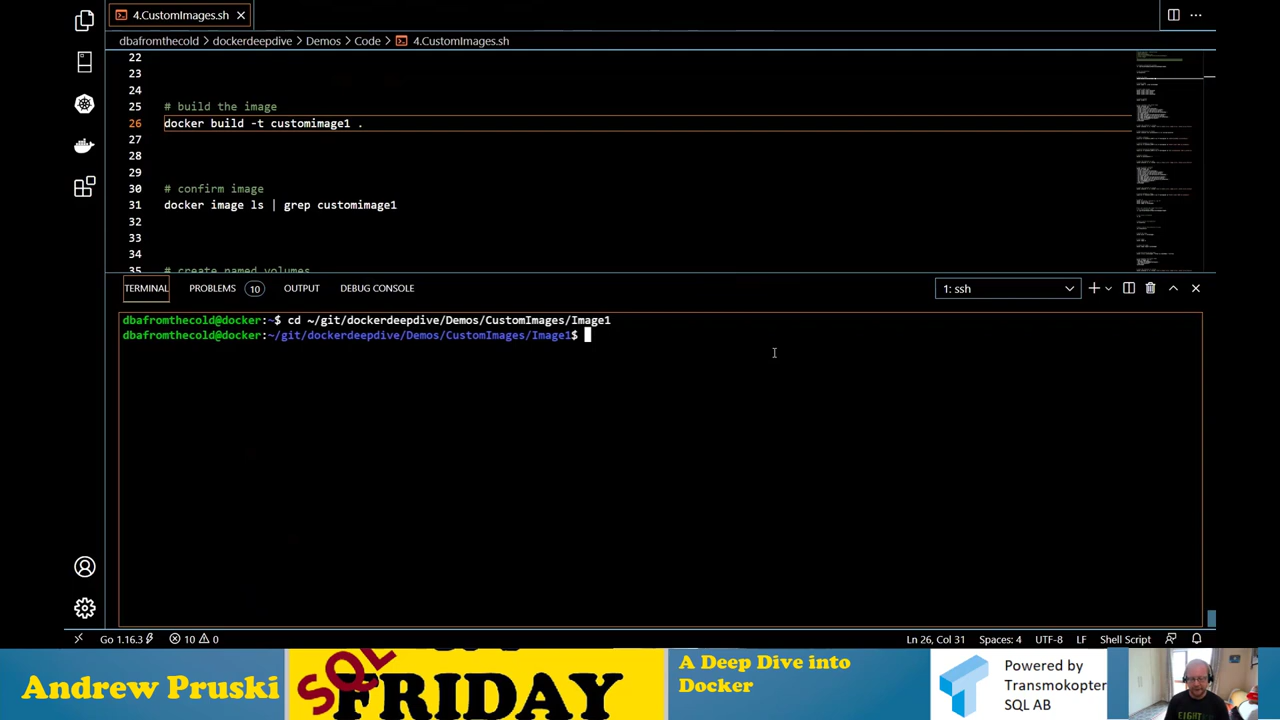 4.CustomImages.sh
dbafromthecold > dockerdeepdive > Demos > Code > 4.CustomImages.sh
22
23
24
25 # build the image
26 docker build -t customimage1 .
27
28
29
30 # confirm image
31 docker image ls | grep customimage1
32
33
34
35 # create named volumes
TERMINAL PROBLEMS 10 OUTPUT DEBUG CONSOLE 1: ssh
dbafromthecold@docker:~$ cd ~/git/dockerdeepdive/Demos/CustomImages/Image1
dbafromthecold@docker:~/git/dockerdeepdive/Demos/CustomImages/Image1$
Go 1.16.3 10 0 Ln 26, Col 31 Spaces: 4 UTF-8 LF Shell Script
Andrew Pruski
SQL
FRIDAY
A Deep Dive into
Docker
Powered by
Transmokopter
SQL AB